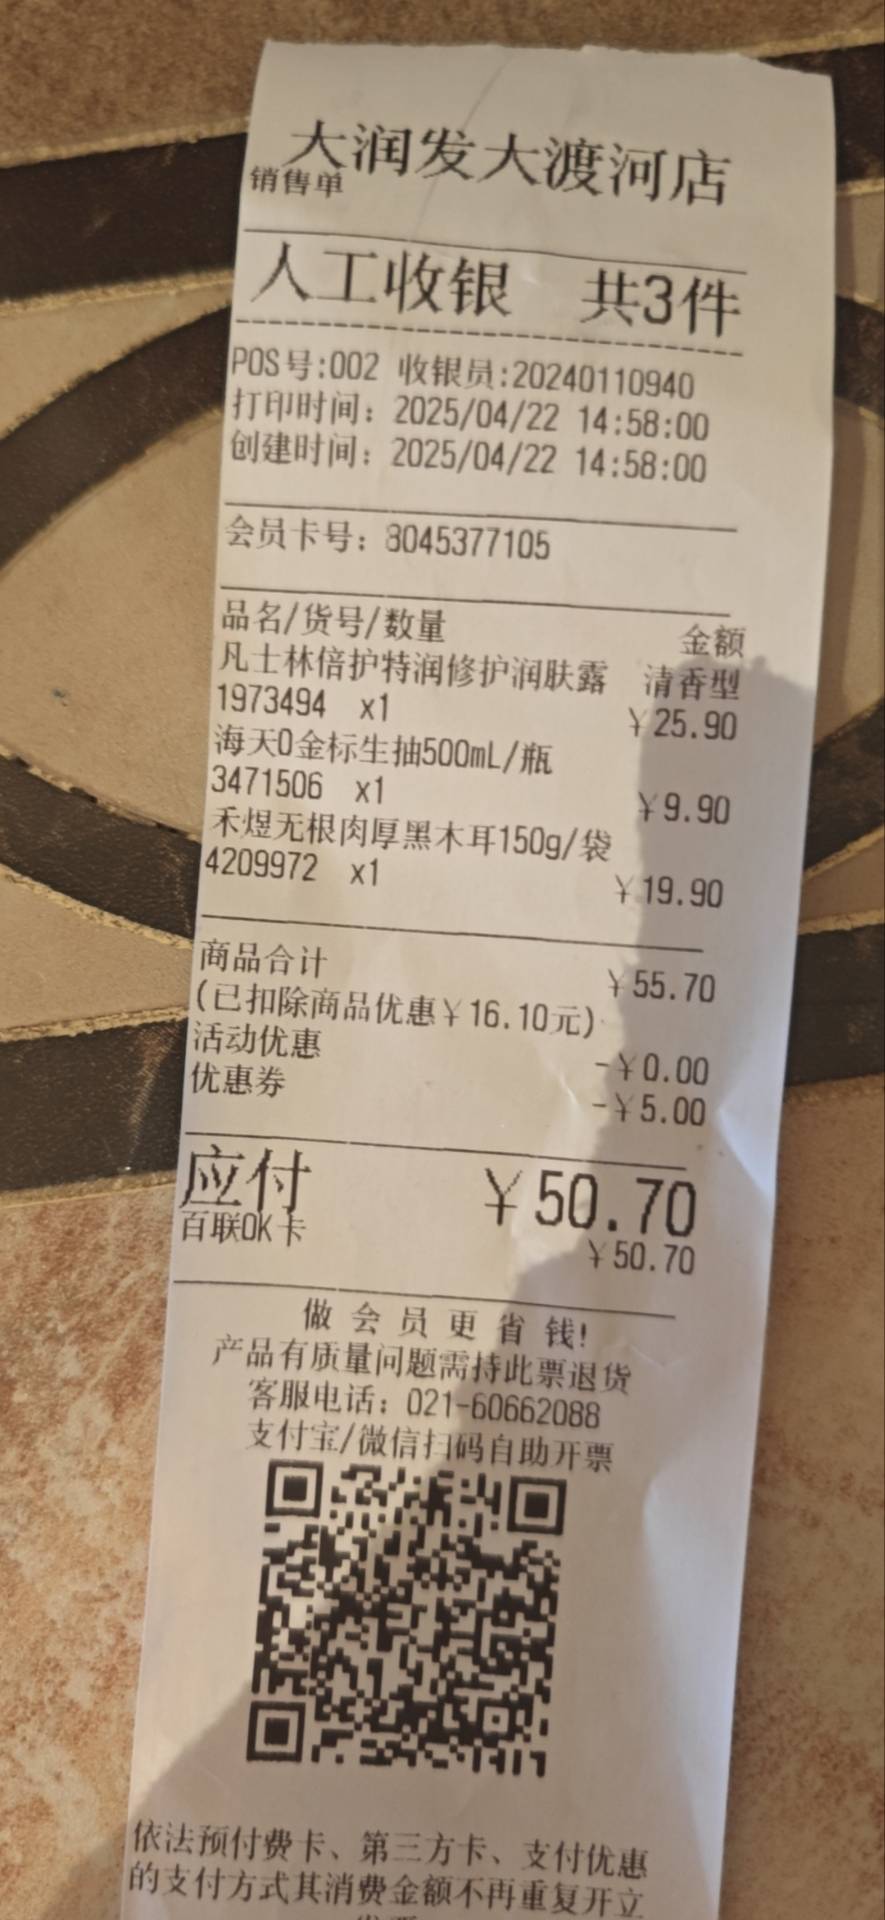 大润发大渡河店
销售单
人工收银 共3件
POS号:002 收银员:20240110940
打印时间: 2025/04/22 14:58:00
创建时间: 2025/04/22 14:58:00
会员卡号: 8045377105
品名/货号/数量 金额
凡士林倍护特润修护润肤露 清香型
1973494 x1 ¥25.90
海天0金标生抽500mL/瓶
3471506 x1 ¥9.90
禾煜无根肉厚黑木耳150g/袋
4209972 x1 ¥19.90
商品合计 ¥55.70
(已扣除商品优惠¥16.10元)
活动优惠 -¥0.00
优惠券 -¥5.00
应付 ¥50.70
百联OK卡 ¥50.70
做会员更省钱!
产品有质量问题需持此票退货
客服电话: 021-60662088
支付宝/微信扫码自助开票
依法预付费卡、第三方卡、支付优惠
的支付方式其消费金额不再重复开立